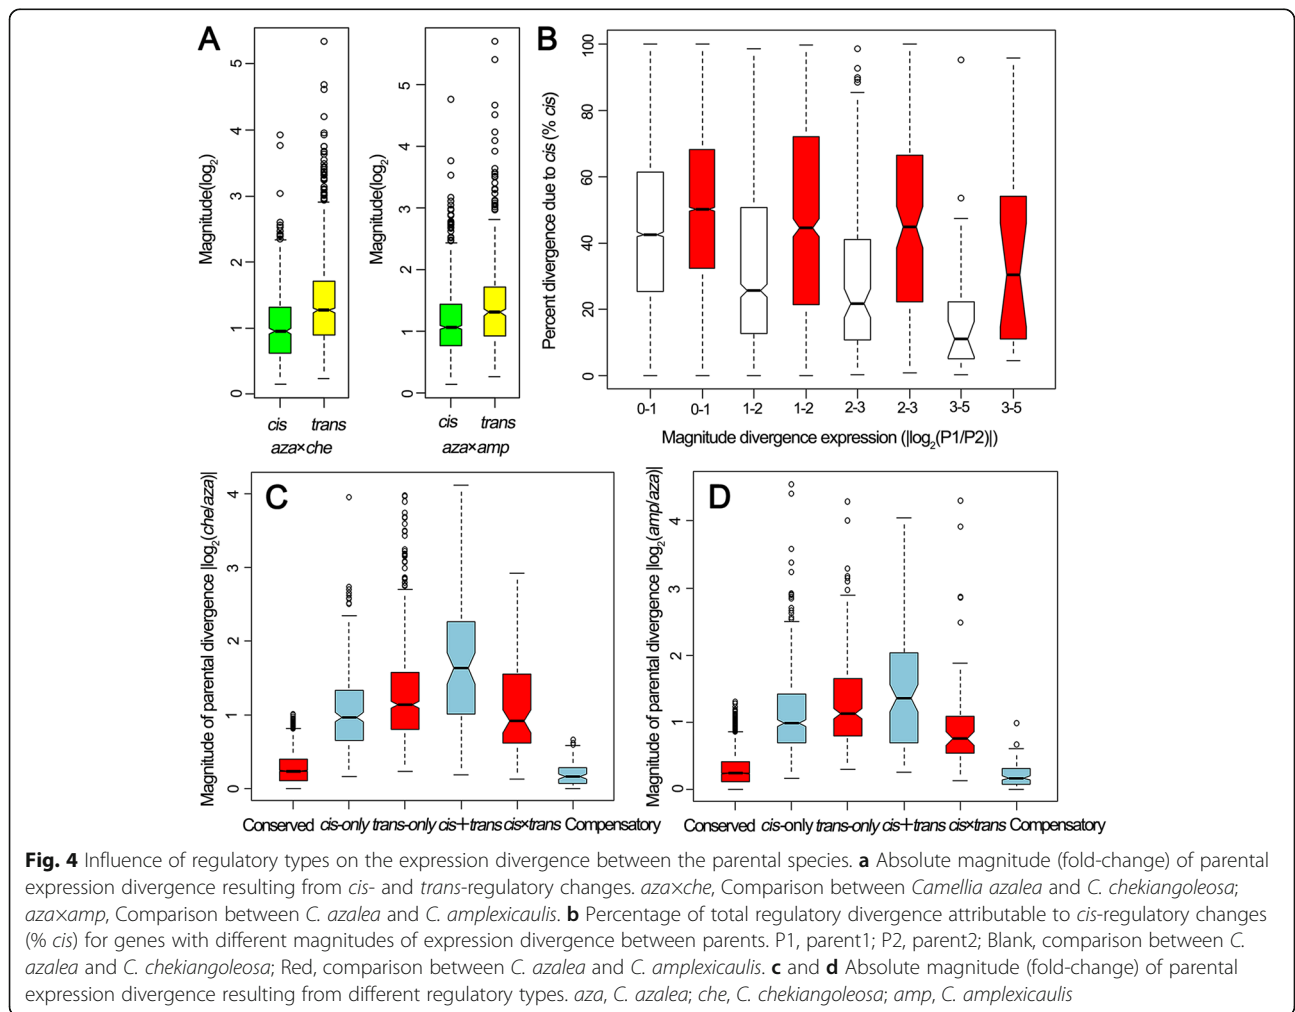 A
Magnitude(log2)
0 1 2 3 4 5
cis trans
aza×che
Magnitude(log2)
0 1 2 3 4 5
cis trans
aza×amp
B
Percent divergence due to cis (% cis)
0 20 40 60 80 100
0-1 0-1 1-2 1-2 2-3 2-3 3-5 3-5
Magnitude divergence expression (|log2(P1/P2)|)
C
Magnitude of parental divergence |log2(che/aza)|
0 1 2 3 4
Conserved cis-only trans-only cis+trans cis×trans Compensatory
D
Magnitude of parental divergence |log2(amp/aza)|
0 1 2 3 4
Conserved cis-only trans-only cis+trans cis×trans Compensatory
Fig. 4 Influence of regulatory types on the expression divergence between the parental species. a Absolute magnitude (fold-change) of parental
expression divergence resulting from cis- and trans-regulatory changes. aza×che, Comparison between Camellia azalea and C. chekiangoleosa;
aza×amp, Comparison between C. azalea and C. amplexicaulis. b Percentage of total regulatory divergence attributable to cis-regulatory changes
(% cis) for genes with different magnitudes of expression divergence between parents. P1, parent1; P2, parent2; Blank, comparison between C.
azalea and C. chekiangoleosa; Red, comparison between C. azalea and C. amplexicaulis. c and d Absolute magnitude (fold-change) of parental
expression divergence resulting from different regulatory types. aza, C. azalea; che, C. chekiangoleosa; amp, C. amplexicaulis